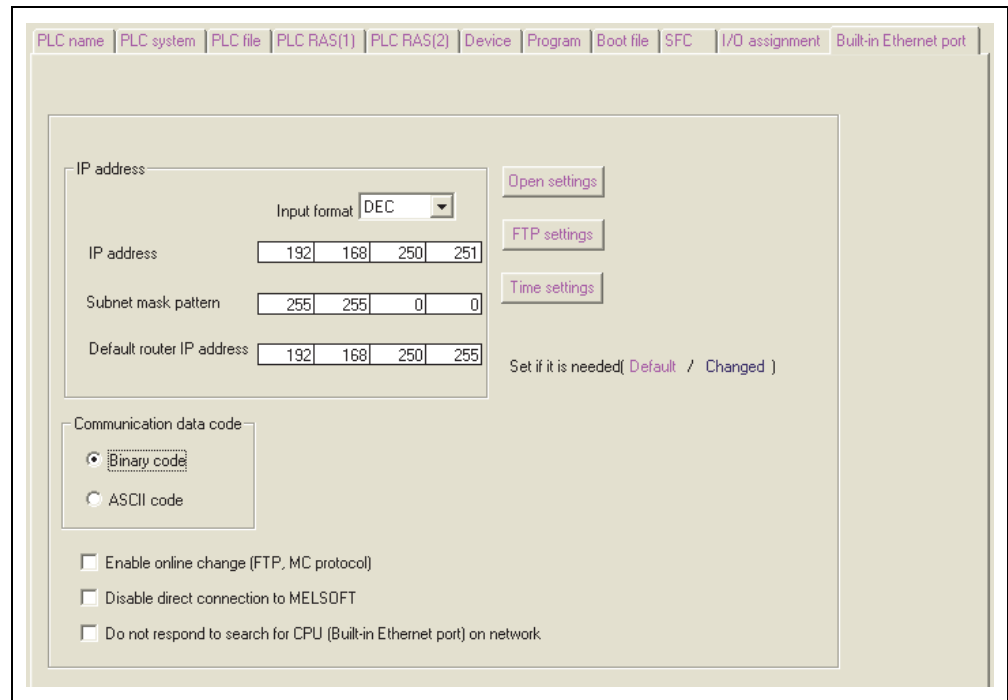 PLC name PLC system PLC file PLC RAS(1) PLC RAS(2) Device Program Boot file SFC I/O assignment Built-in Ethernet port
IP address
Input format DEC
IP address 192 168 250 251
Subnet mask pattern 255 255 0 0
Default router IP address 192 168 250 255
Open settings
FTP settings
Time settings
Set if it is needed( Default / Changed )
Communication data code
Binary code
ASCII code
Enable online change (FTP, MC protocol)
Disable direct connection to MELSOFT
Do not respond to search for CPU (Built-in Ethernet port) on network